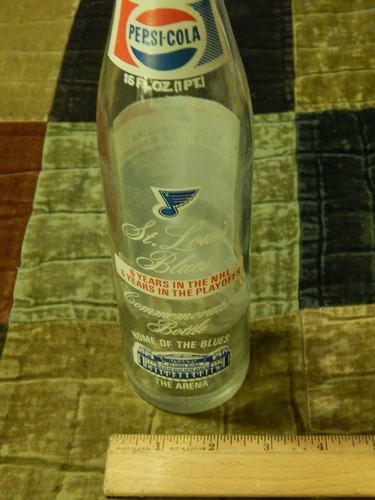 PEPSI-COLA
16 FL. OZ. (1 PT.)
St. Louis
Blues
6 YEARS IN THE NHL
6 YEARS IN THE PLAYOFFS
Commemorative
Bottle
HOME OF THE BLUES
THE ARENA
1 2 3 4